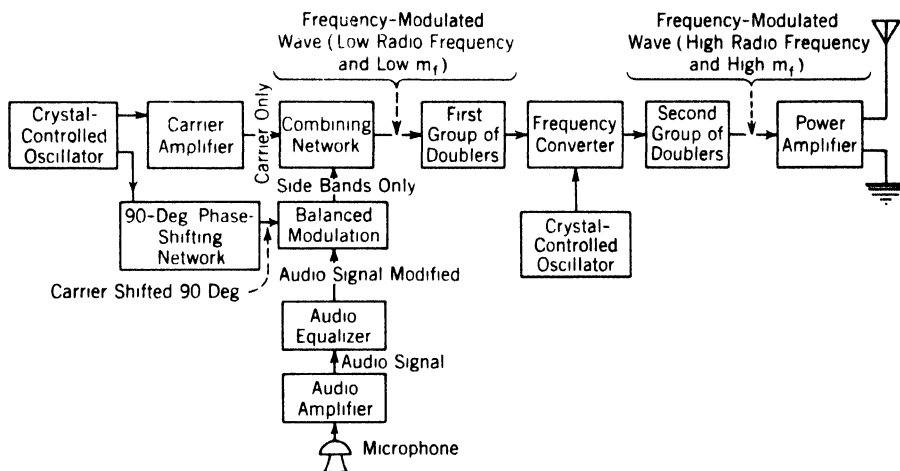 Frequency-Modulated
Wave (Low Radio Frequency
and Low mf)
Frequency-Modulated
Wave (High Radio Frequency
and High mf)
Crystal-
Controlled
Oscillator
Carrier
Amplifier
Carrier Only
Combining
Network
First
Group of
Doublers
Frequency
Converter
Second
Group of
Doublers
Power
Amplifier
Side Bands Only
90-Deg Phase-
Shifting
Network
Balanced
Modulation
Crystal-
Controlled
Oscillator
Carrier Shifted 90 Deg
Audio Signal Modified
Audio
Equalizer
Audio Signal
Audio
Amplifier
Microphone